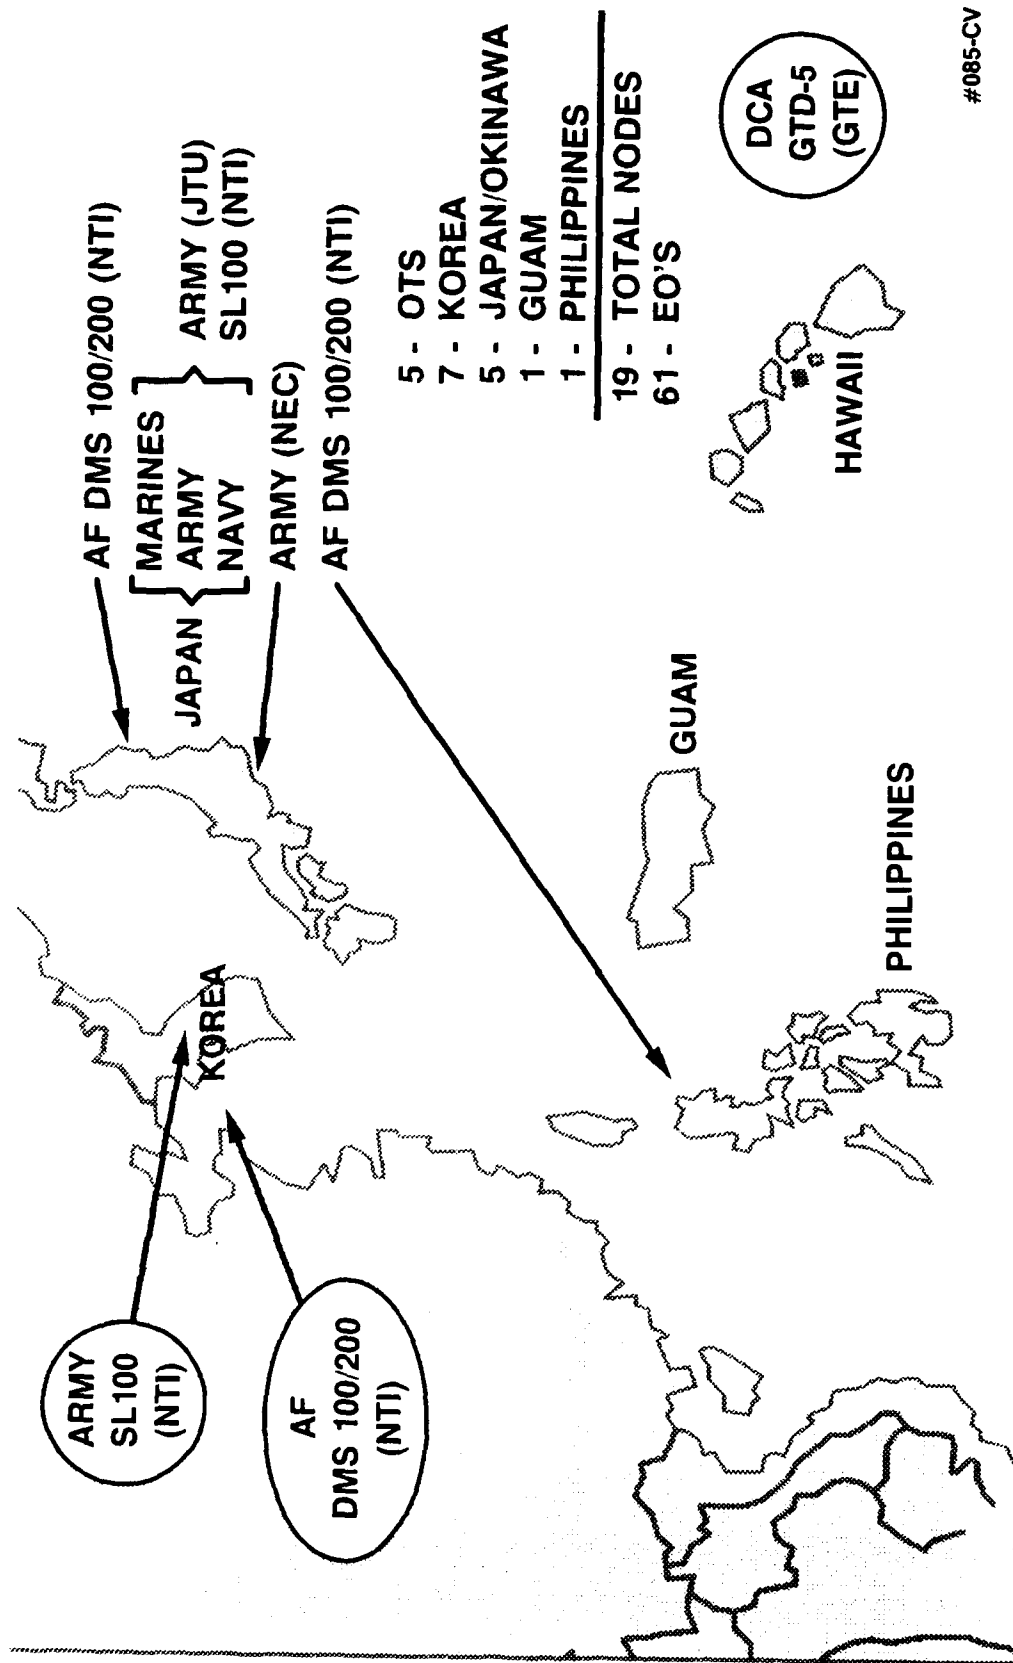 ARMY
SL100
(NTI)
AF
DMS 100/200
(NTI)
KOREA
AF DMS 100/200 (NTI)
JAPAN
MARINES
ARMY
NAVY
ARMY (JTU)
SL100 (NTI)
ARMY (NEC)
AF DMS 100/200 (NTI)
5 - OTS
7 - KOREA
5 - JAPAN/OKINAWA
1 - GUAM
1 - PHILIPPINES
19 - TOTAL NODES
61 - EO'S
GUAM
PHILIPPINES
HAWAII
DCA
GTD-5
(GTE)
#085-CV